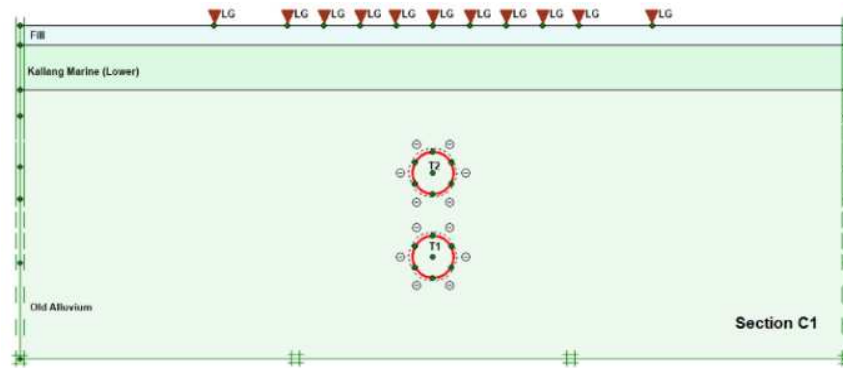 LG LG LG LG LG LG LG LG LG LG LG
Fill
Kallang Marine (Lower)
T2
T1
Old Alluvium
Section C1